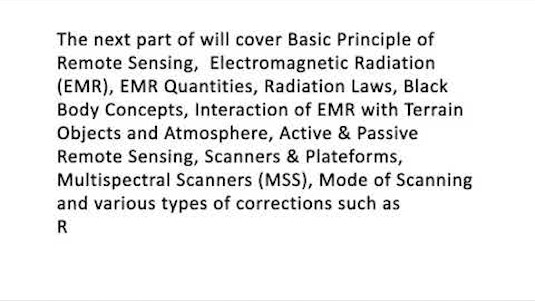 The next part of will cover Basic Principle of
Remote Sensing,  Electromagnetic Radiation
(EMR), EMR Quantities, Radiation Laws, Black
Body Concepts, Interaction of EMR with Terrain
Objects and Atmosphere, Active & Passive
Remote Sensing, Scanners & Plateforms,
Multispectral Scanners (MSS), Mode of Scanning
and various types of corrections such as
R